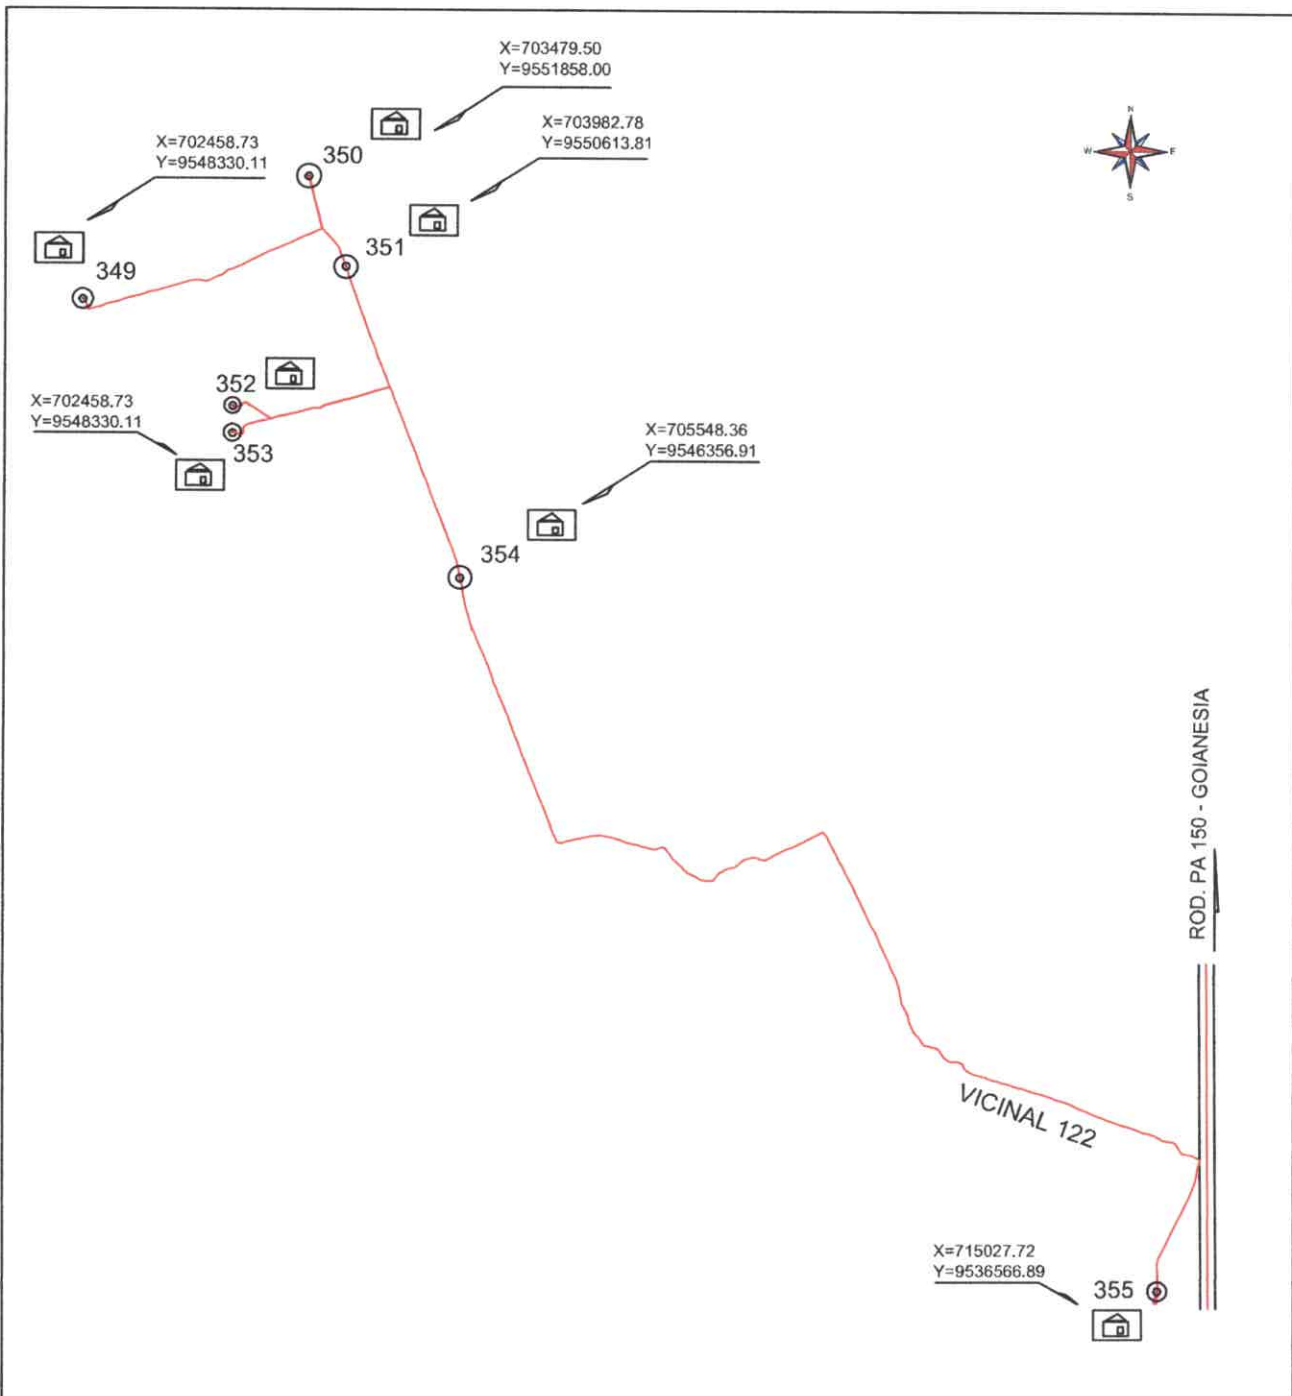 X=703479.50
Y=9551858.00
X=703982.78
Y=9550613.81
X=702458.73
Y=9548330.11
350
N
W
E
S
351
349
352
X=702458.73
Y=9548330.11
353
X=705548.36
Y=9546356.91
354
ROD. PA 150 - GOIANESIA
VICINAL 122
X=715027.72
Y=9536566.89
355